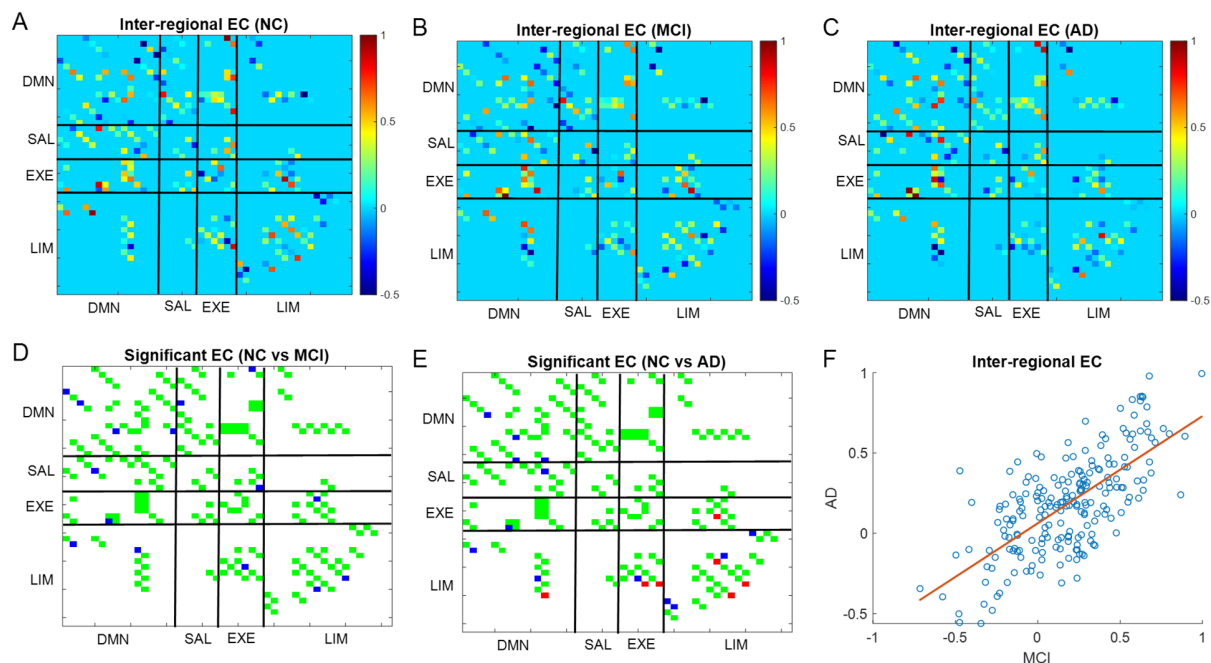 A
Inter-regional EC (NC)
DMN
SAL
EXE
LIM
DMN
SAL
EXE
LIM
1
0.5
0
-0.5
B
Inter-regional EC (MCI)
DMN
SAL
EXE
LIM
DMN
SAL
EXE
LIM
1
0.5
0
-0.5
C
Inter-regional EC (AD)
DMN
SAL
EXE
LIM
DMN
SAL
EXE
LIM
1
0.5
0
-0.5
D
Significant EC (NC vs MCI)
DMN
SAL
EXE
LIM
DMN
SAL
EXE
LIM
E
Significant EC (NC vs AD)
DMN
SAL
EXE
LIM
DMN
SAL
EXE
LIM
F
Inter-regional EC
1
0.5
0
-0.5
AD
-1
-0.5
0
0.5
1
MCI